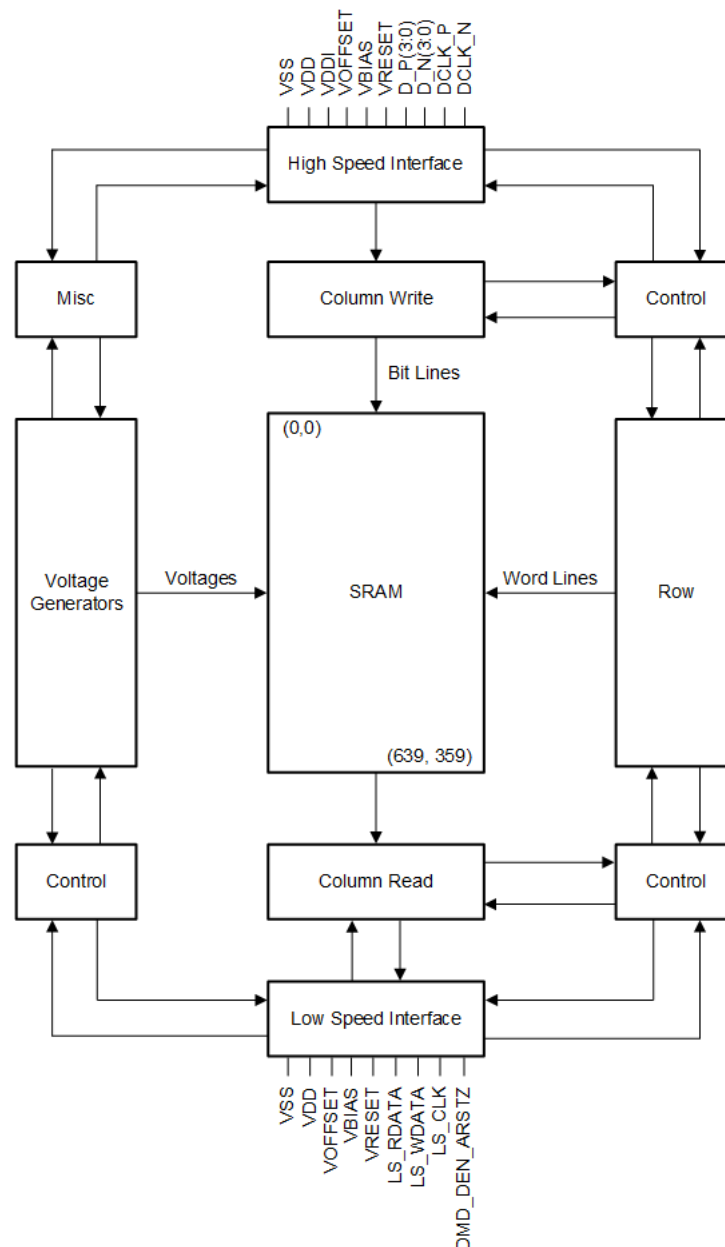 VSS
VDD
VDDI
VOFFSET
VBIAS
VRESET
D_P(3:0)
D_N(3:0)
DCLK_P
DCLK_N
High Speed Interface
Misc
Column Write
Control
Bit Lines
(0,0)
Voltage
Generators
Voltages
SRAM
Word Lines
Row
(639, 359)
Control
Column Read
Control
Low Speed Interface
VSS
VDD
VOFFSET
VBIAS
VRESET
LS_RDATA
LS_WDATA
LS_CLK
DMD_DEN_ARSTZ